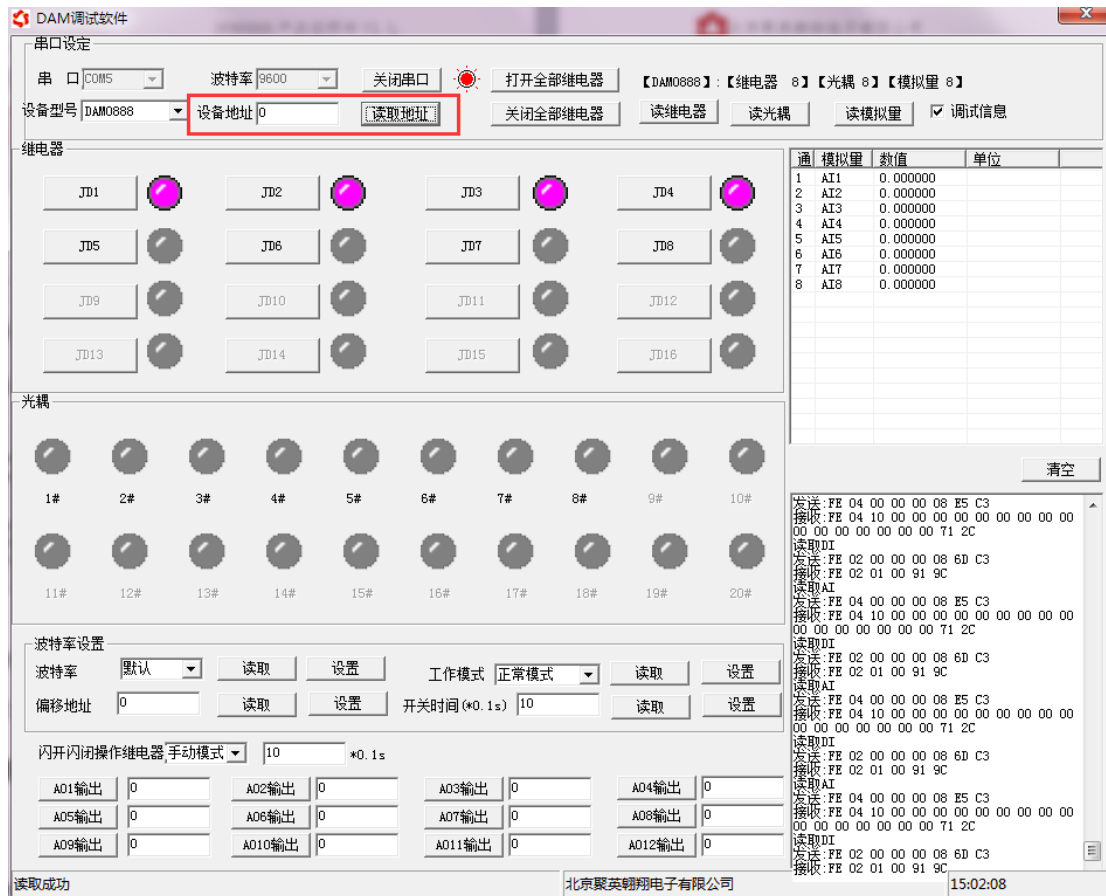 DAM调试软件
串口设定
串 口 COM5 波特率 9600 关闭串口 打开全部继电器 【DAM0888】:【继电器 8】【光耦 8】【模拟量 8】
设备型号 DAM0888 设备地址 0 读取地址 关闭全部继电器 读继电器 读光耦 读模拟量 调试信息
继电器
JD1 JD2 JD3 JD4
JD5 JD6 JD7 JD8
JD9 JD10 JD11 JD12
JD13 JD14 JD15 JD16
通 模拟量 数值 单位
1 AI1 0.000000
2 AI2 0.000000
3 AI3 0.000000
4 AI4 0.000000
5 AI5 0.000000
6 AI6 0.000000
7 AI7 0.000000
8 AI8 0.000000
光耦
1# 2# 3# 4# 5# 6# 7# 8# 9# 10#
11# 12# 13# 14# 15# 16# 17# 18# 19# 20#
清空
发送:FE 04 00 00 00 08 E5 C3
接收:FE 04 10 00 00 00 00 00 00 00 00 00
00 00 00 00 00 00 00 71 2C
读取DI
发送:FE 02 00 00 00 08 6D C3
接收:FE 02 01 00 91 9C
读取AI
发送:FE 04 00 00 00 08 E5 C3
接收:FE 04 10 00 00 00 00 00 00 00 00 00
00 00 00 00 00 00 00 71 2C
读取DI
发送:FE 02 00 00 00 08 6D C3
接收:FE 02 01 00 91 9C
读取AI
发送:FE 04 00 00 00 08 E5 C3
接收:FE 04 10 00 00 00 00 00 00 00 00 00
00 00 00 00 00 00 00 71 2C
读取DI
发送:FE 02 00 00 00 08 6D C3
接收:FE 02 01 00 91 9C
读取AI
发送:FE 04 00 00 00 08 E5 C3
接收:FE 04 10 00 00 00 00 00 00 00 00 00
00 00 00 00 00 00 00 71 2C
读取DI
发送:FE 02 00 00 00 08 6D C3
接收:FE 02 01 00 91 9C
波特率设置
波特率 默认 读取 设置 工作模式 正常模式 读取 设置
偏移地址 0 读取 设置 开关时间(*0.1s) 10 读取 设置
闪开闪闭操作继电器 手动模式 10 *0.1s
AO1输出 0 AO2输出 0 AO3输出 0 AO4输出 0
AO5输出 0 AO6输出 0 AO7输出 0 AO8输出 0
AO9输出 0 AO10输出 0 AO11输出 0 AO12输出 0
读取成功 北京聚英翱翔电子有限公司 15:02:08